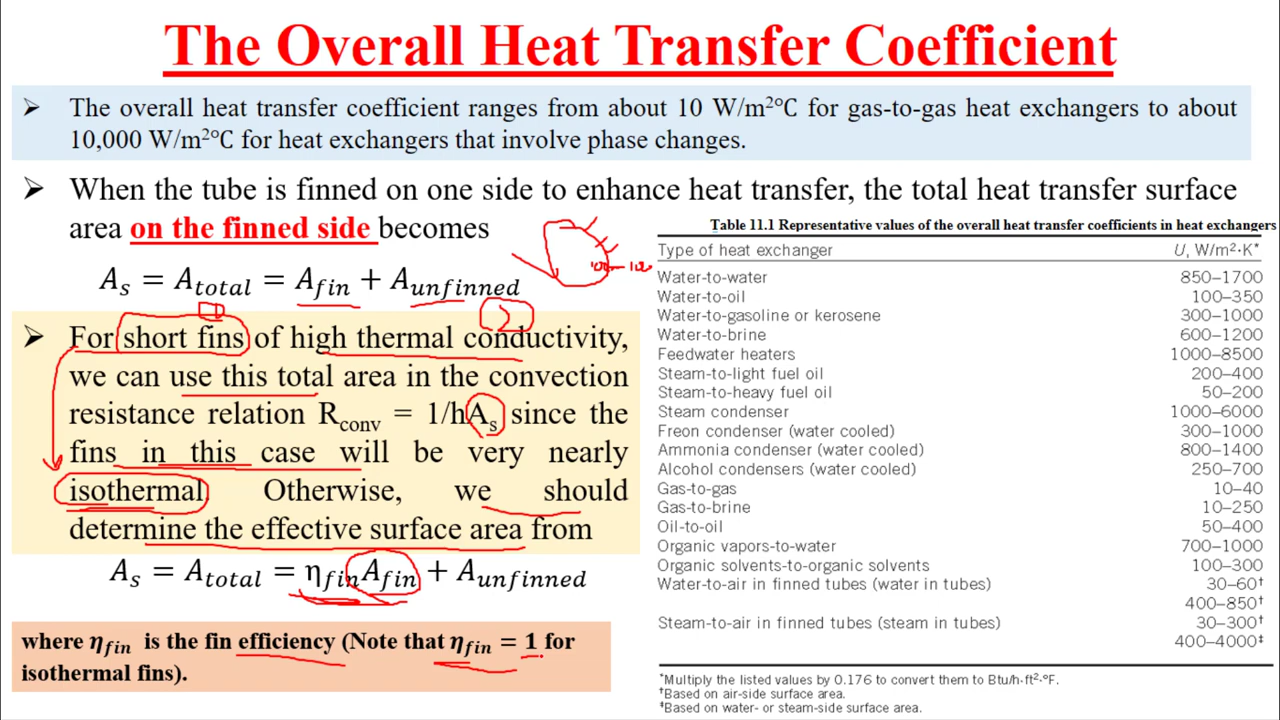 The Overall Heat Transfer Coefficient
➢ The overall heat transfer coefficient ranges from about 10 W/m²°C for gas-to-gas heat exchangers to about
10,000 W/m²°C for heat exchangers that involve phase changes.
➢ When the tube is finned on one side to enhance heat transfer, the total heat transfer surface
area on the finned side becomes
A_s = A_total = A_fin + A_unfinned
➢ For short fins of high thermal conductivity,
we can use this total area in the convection
resistance relation R_conv = 1/hA_s since the
fins in this case will be very nearly
isothermal. Otherwise, we should
determine the effective surface area from
A_s = A_total = η_fin A_fin + A_unfinned
where η_fin is the fin efficiency (Note that η_fin = 1 for
isothermal fins).
Table 11.1 Representative values of the overall heat transfer coefficients in heat exchangers
Type of heat exchanger U, W/m²·K*
Water-to-water 850–1700
Water-to-oil 100–350
Water-to-gasoline or kerosene 300–1000
Water-to-brine 600–1200
Feedwater heaters 1000–8500
Steam-to-light fuel oil 200–400
Steam-to-heavy fuel oil 50–200
Steam condenser 1000–6000
Freon condenser (water cooled) 300–1000
Ammonia condenser (water cooled) 800–1400
Alcohol condensers (water cooled) 250–700
Gas-to-gas 10–40
Gas-to-brine 10–250
Oil-to-oil 50–400
Organic vapors-to-water 700–1000
Organic solvents-to-organic solvents 100–300
Water-to-air in finned tubes (water in tubes) 30–60†
400–850†
Steam-to-air in finned tubes (steam in tubes) 30–300†
400–4000‡
*Multiply the listed values by 0.176 to convert them to Btu/h·ft²·°F.
†Based on air-side surface area.
‡Based on water- or steam-side surface area.